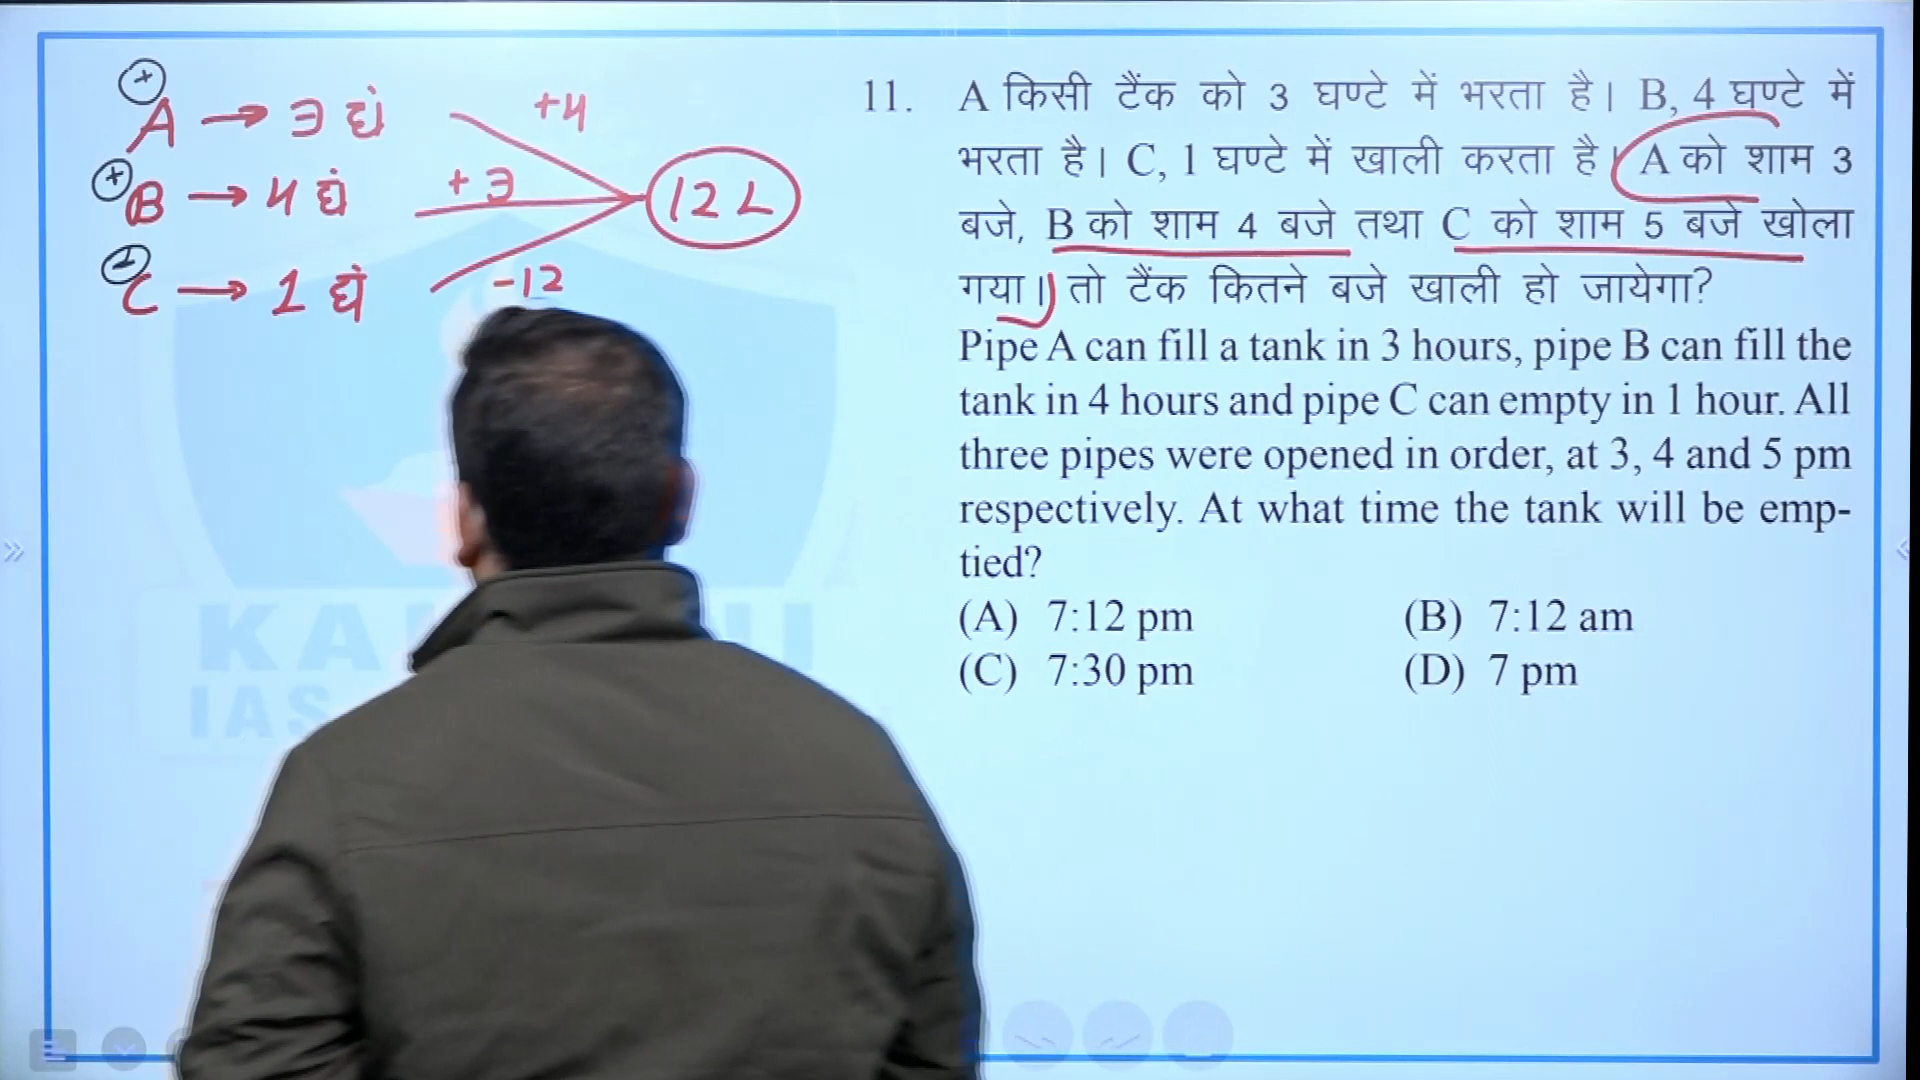 A → 3 घं +4
B → 4 घं +3 12 L
C → 1 घं -12
11. A किसी टैंक को 3 घण्टे में भरता है। B, 4 घण्टे में
भरता है। C, 1 घण्टे में खाली करता है। A को शाम 3
बजे, B को शाम 4 बजे तथा C को शाम 5 बजे खोला
गया। तो टैंक कितने बजे खाली हो जायेगा?
Pipe A can fill a tank in 3 hours, pipe B can fill the
tank in 4 hours and pipe C can empty in 1 hour. All
three pipes were opened in order, at 3, 4 and 5 pm
respectively. At what time the tank will be emp-
tied?
(A) 7:12 pm (B) 7:12 am
(C) 7:30 pm (D) 7 pm
IAS